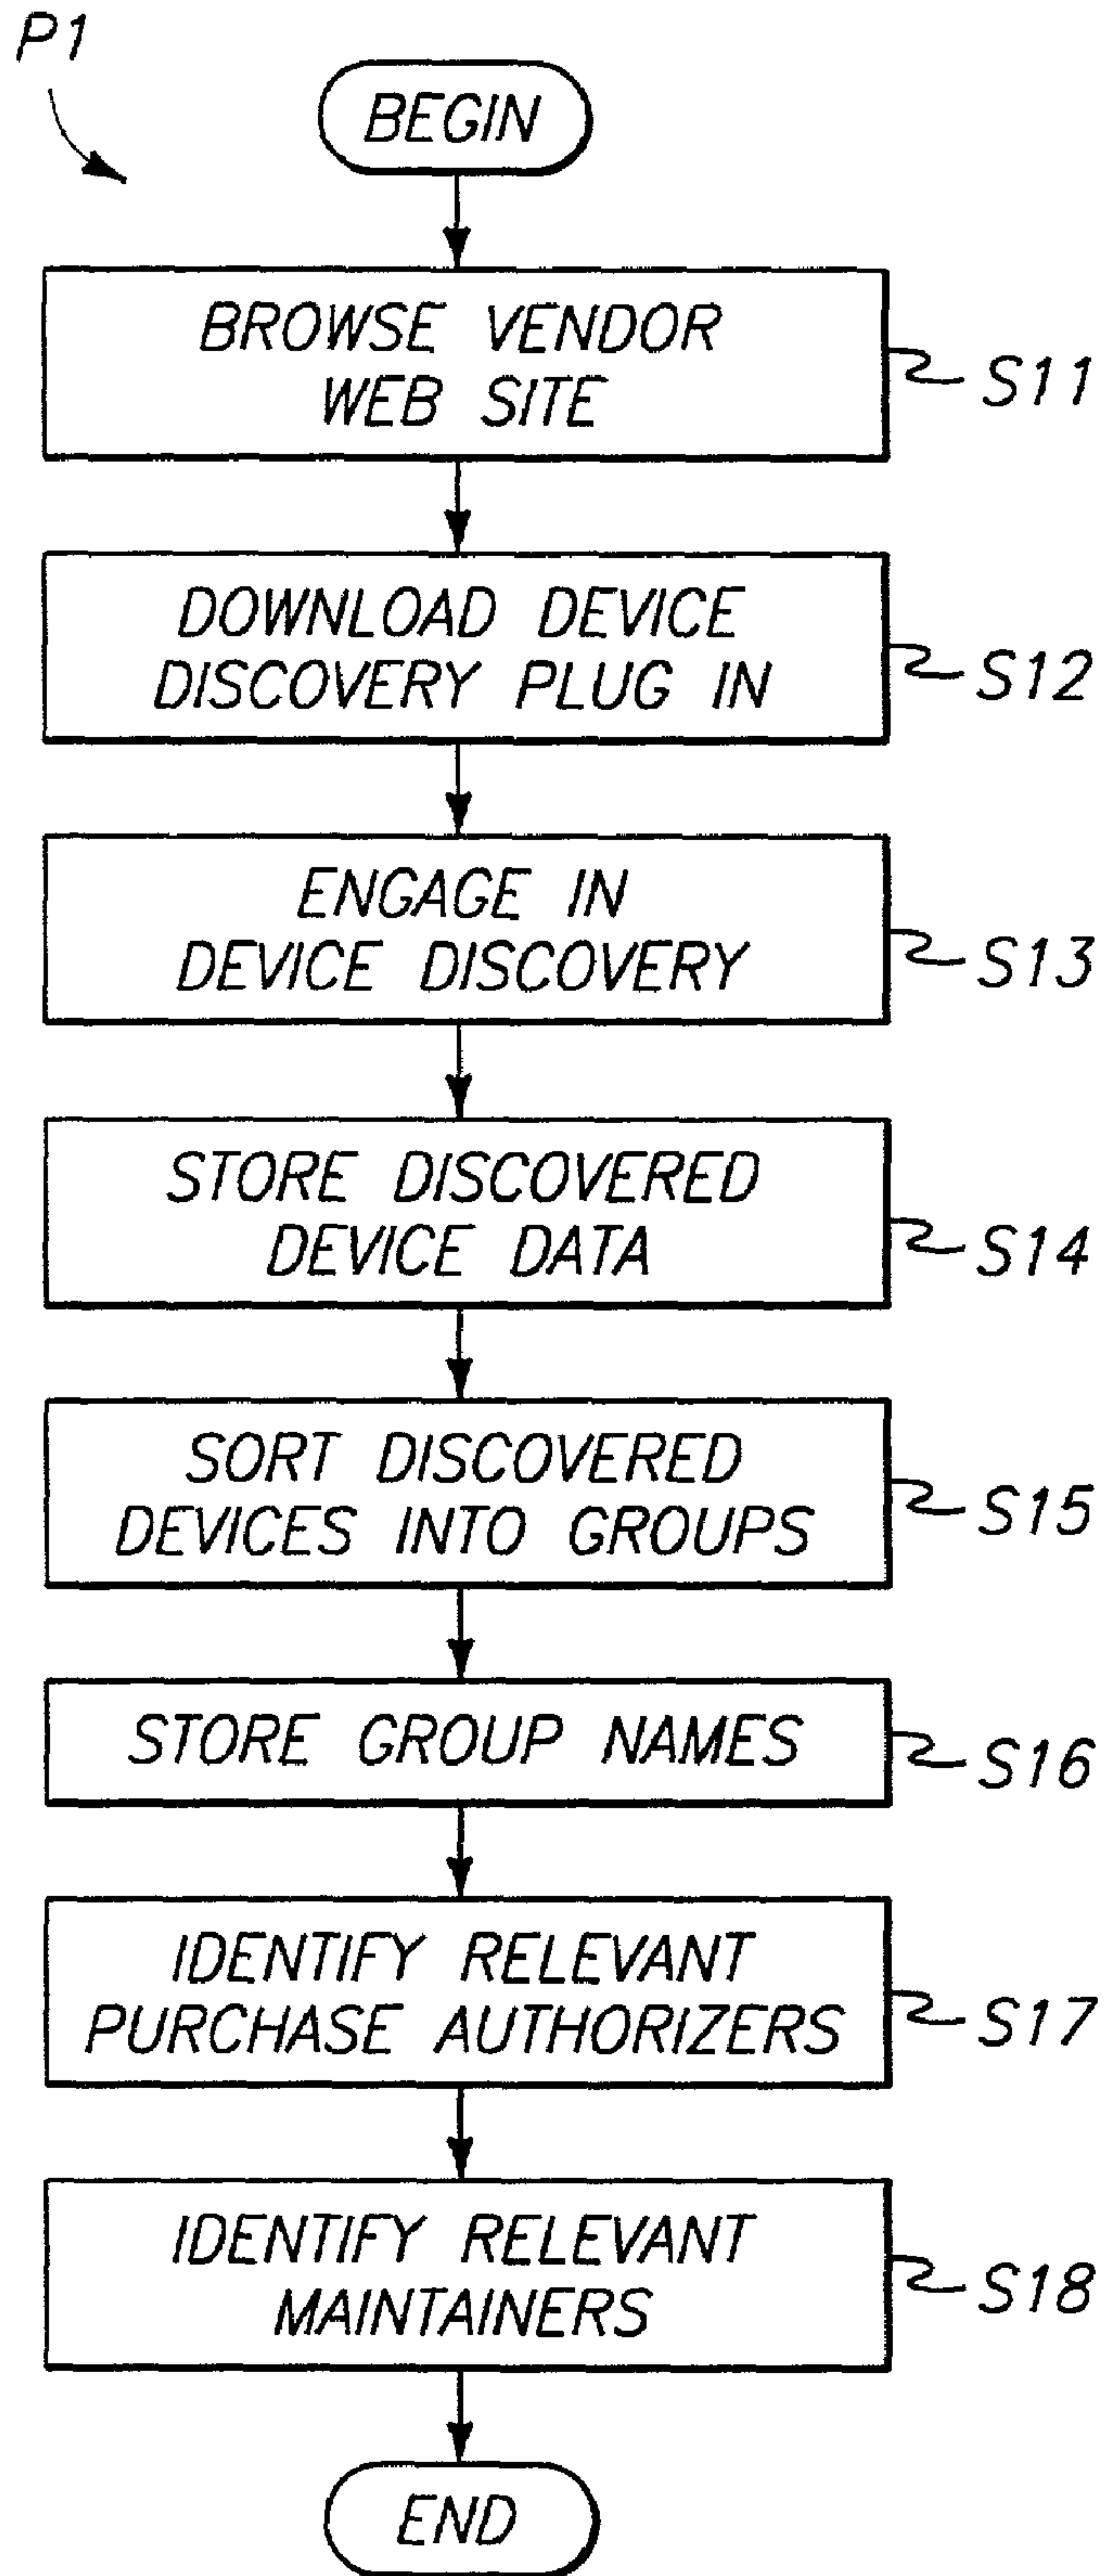 P1
BEGIN
BROWSE VENDOR
WEB SITE
S11
DOWNLOAD DEVICE
DISCOVERY PLUG IN
S12
ENGAGE IN
DEVICE DISCOVERY
S13
STORE DISCOVERED
DEVICE DATA
S14
SORT DISCOVERED
DEVICES INTO GROUPS
S15
STORE GROUP NAMES
S16
IDENTIFY RELEVANT
PURCHASE AUTHORIZERS
S17
IDENTIFY RELEVANT
MAINTAINERS
S18
END